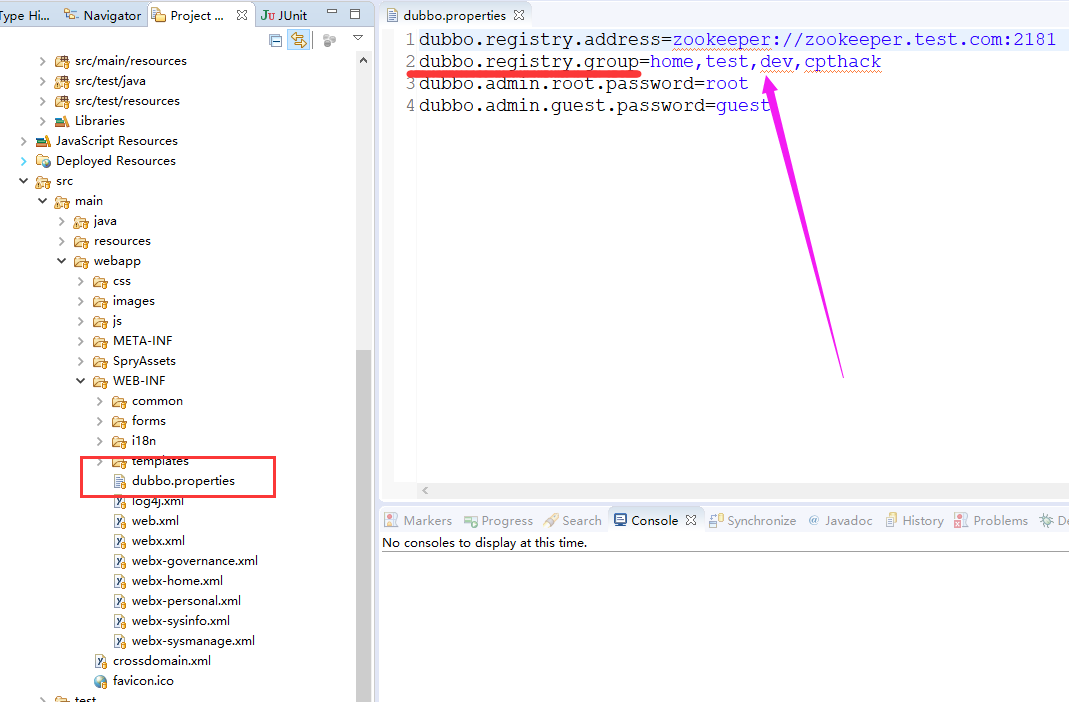 Type Hi... Navigator Project ... JUnit
src/main/resources
src/test/java
src/test/resources
Libraries
JavaScript Resources
Deployed Resources
src
main
java
resources
webapp
css
images
js
META-INF
SpryAssets
WEB-INF
common
forms
i18n
templates
dubbo.properties
log4j.xml
web.xml
webx.xml
webx-governance.xml
webx-home.xml
webx-personal.xml
webx-sysinfo.xml
webx-sysmanage.xml
crossdomain.xml
favicon.ico
test
dubbo.properties
1 dubbo.registry.address=zookeeper://zookeeper.test.com:2181
2 dubbo.registry.group=home,test,dev,cpthack
3 dubbo.admin.root.password=root
4 dubbo.admin.guest.password=guest
Markers Progress Search Console Synchronize Javadoc History Problems De
No consoles to display at this time.